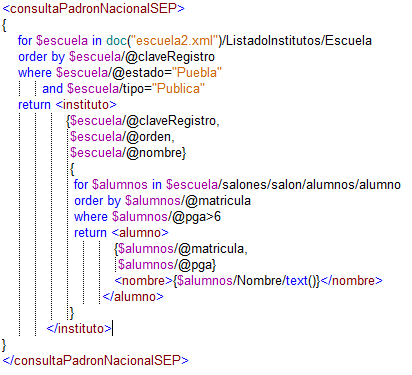 <consultaPadronNacionalSEP>
{
for $escuela in doc("escuela2.xml")/ListadoInstitutos/Escuela
order by $escuela/@claveRegistro
where $escuela/@estado="Puebla"
and $escuela/tipo="Publica"
return <instituto>
{$escuela/@claveRegistro,
$escuela/@orden,
$escuela/@nombre}
{
for $alumnos in $escuela/salones/salon/alumnos/alumno
order by $alumnos/@matricula
where $alumnos/@pga>6
return <alumno>
{$alumnos/@matricula,
$alumnos/@pga}
<nombre>{$alumnos/Nombre/text()}</nombre>
</alumno>
}
</instituto>
}
</consultaPadronNacionalSEP>